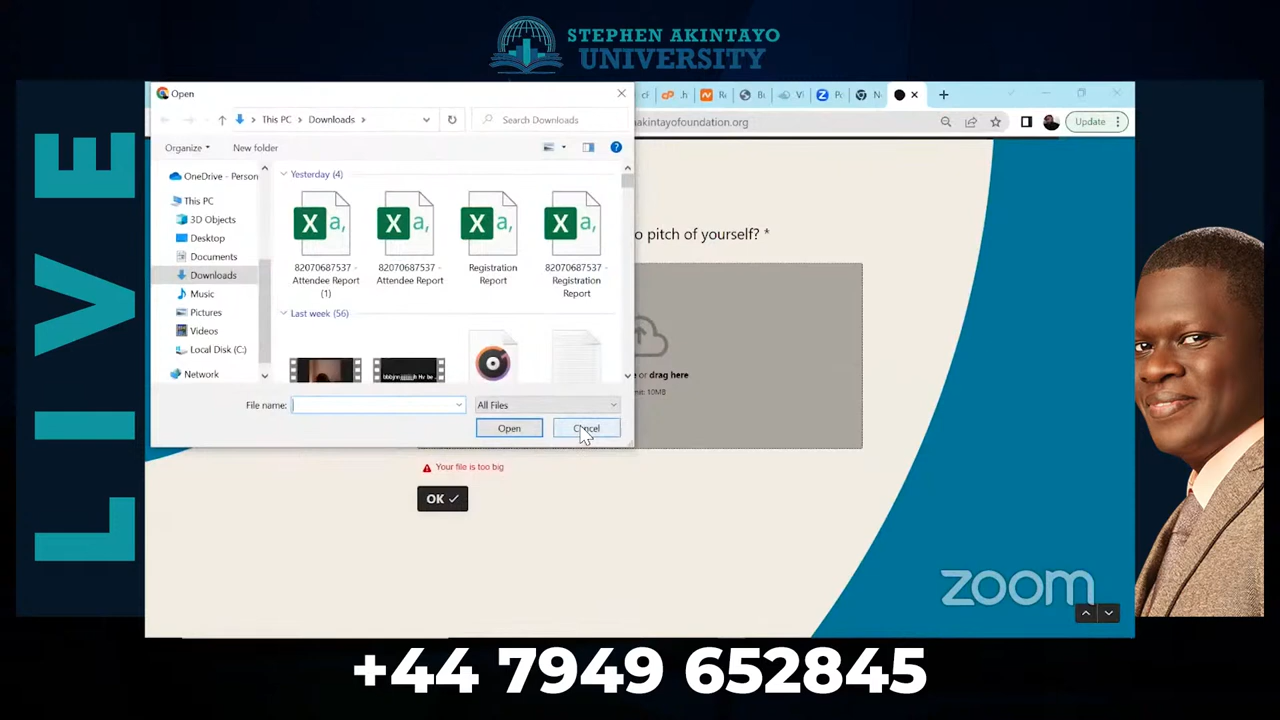 STEPHEN AKINTAYO
UNIVERSITY
LIVE
Open
This PC
Downloads
Search Downloads
akintayofoundation.org
Update
Organize
New folder
OneDrive - Person
This PC
3D Objects
Desktop
Documents
Downloads
Music
Pictures
Videos
Local Disk (C:)
Network
Yesterday (4)
82070687537 -
Attendee Report
(1)
82070687537 -
Attendee Report
Registration
Report
82070687537 -
Registration
Report
Last week (56)
File name:
All Files
Open
Cancel
o pitch of yourself? *
or drag here
10MB
Your file is too big
OK
zoom
+44 7949 652845